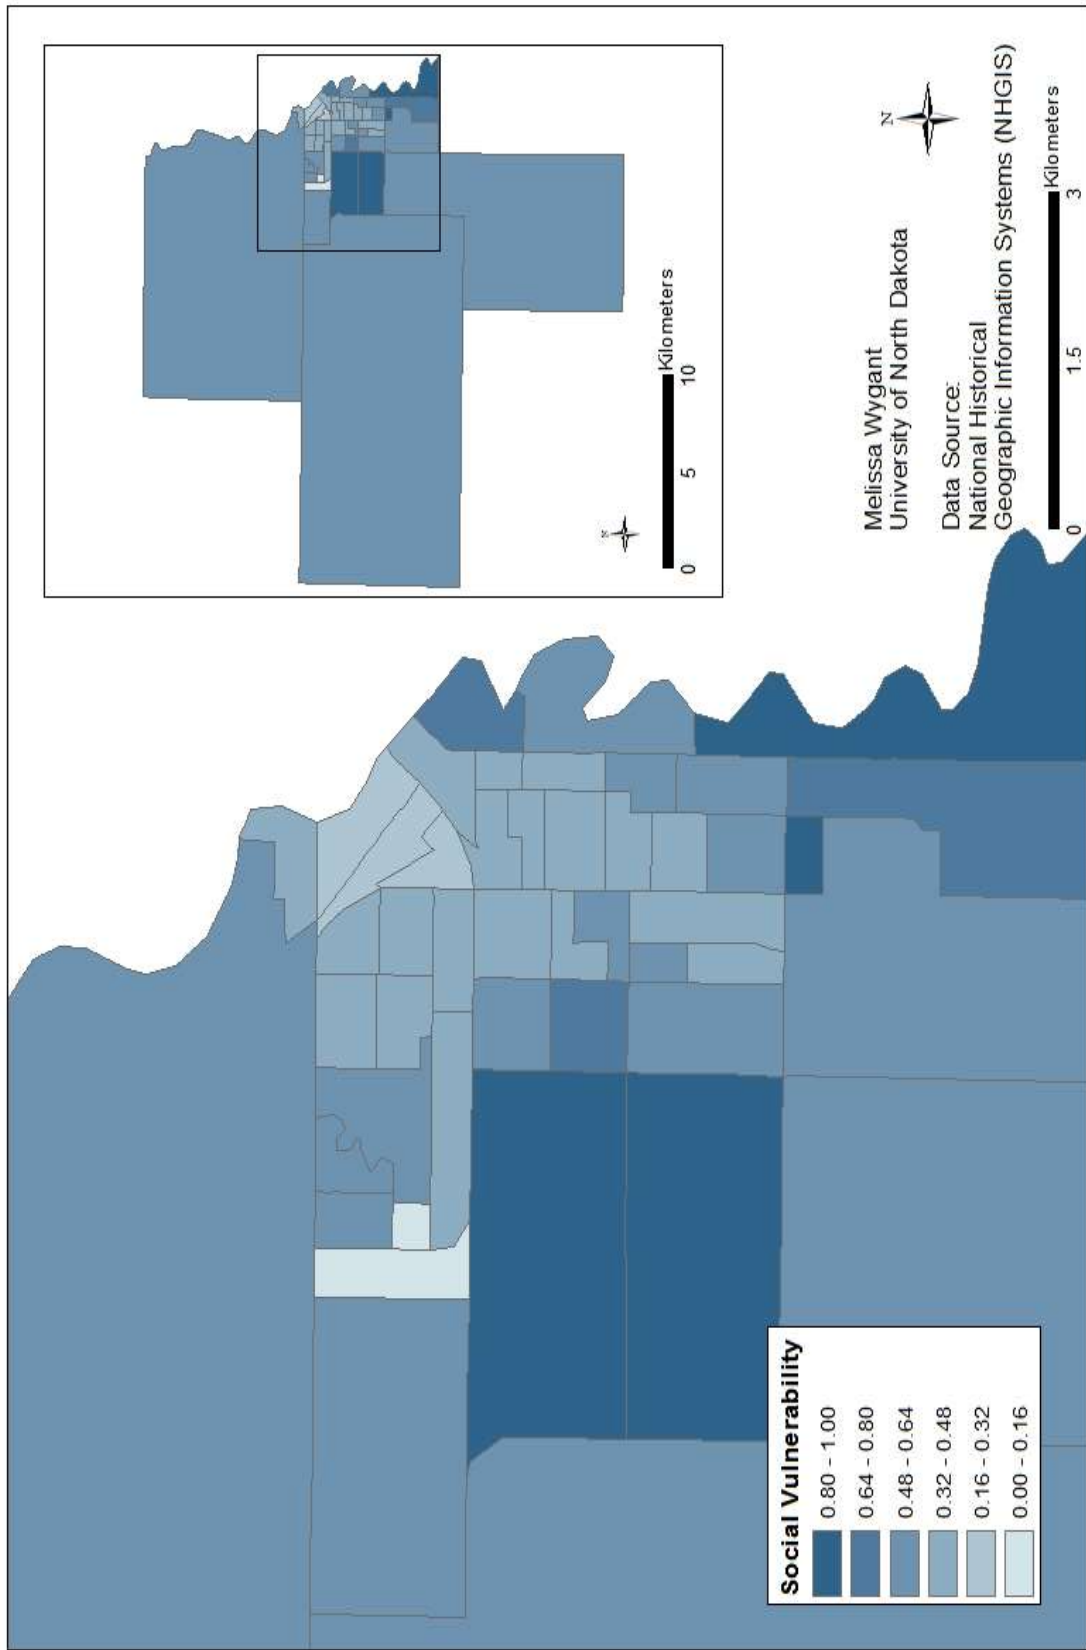 N
0 5 10 Kilometers
N
Melissa Wygant
University of North Dakota
Data Source:
National Historical
Geographic Information Systems (NHGIS)
0 1.5 3 Kilometers
Social Vulnerability
0.80 - 1.00
0.64 - 0.80
0.48 - 0.64
0.32 - 0.48
0.16 - 0.32
0.00 - 0.16